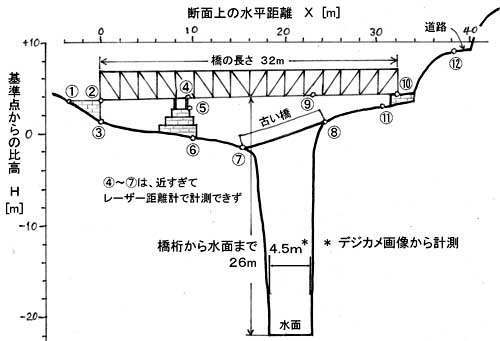 断面上の水平距離 X [m]
0 10 20 30 40
道路
+10
橋の長さ 32m
① ② ④ ⑨ ⑩ ⑫
⑤
古い橋
⑪
③ ⑥ ⑦ ⑧
0
基準点からの比高 H [m]
④～⑦は、近すぎて
レーザー距離計で計測できず
-10
橋桁から水面まで
26m
4.5m*
* デジカメ画像から計測
-2.0
水面